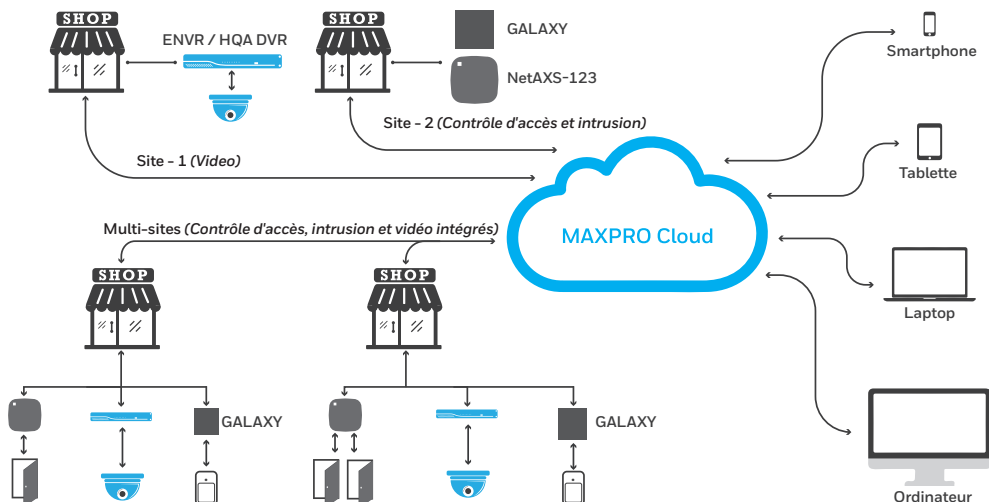 SHOP
ENVR / HQA DVR
SHOP
GALAXY
NetAXS-123
Smartphone
Site - 2 (Contrôle d'accès et intrusion)
Site - 1 (Video)
Tablette
Multi-sites (Contrôle d'accès, intrusion et vidéo intégrés)
MAXPRO Cloud
SHOP
SHOP
Laptop
GALAXY
GALAXY
Ordinateur